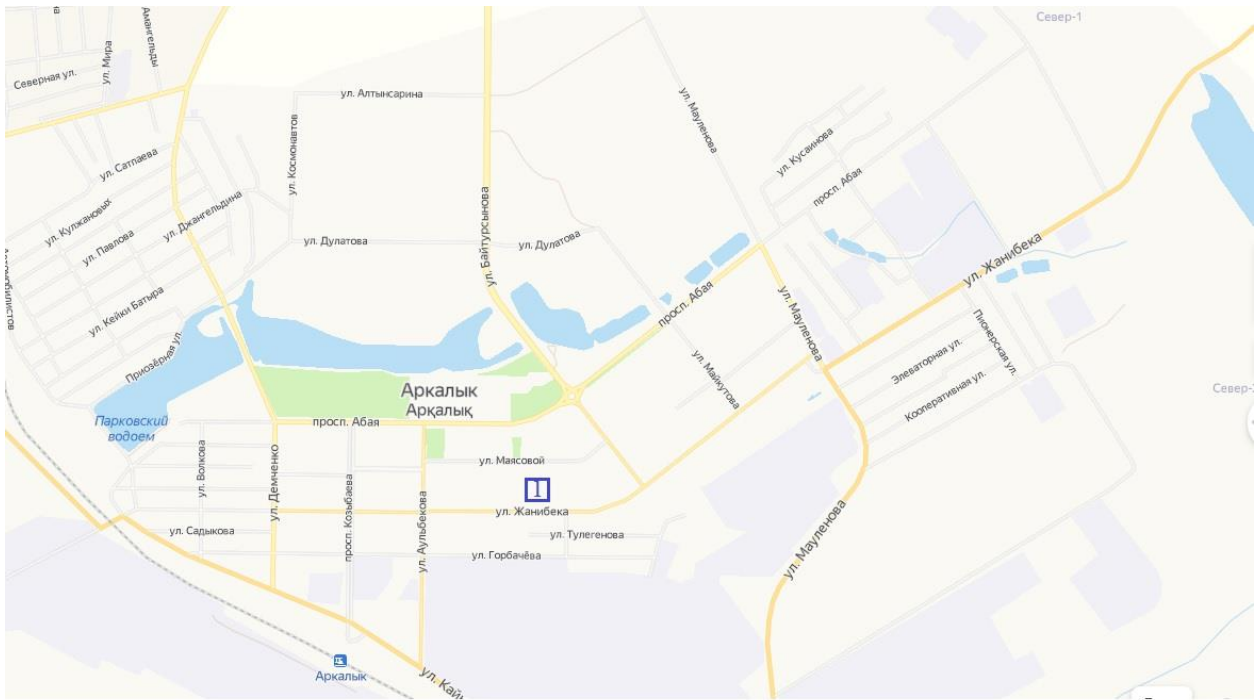 Север-1
Амангельды
ул. Мира
Северная ул.
ул. Алтынсарина
ул. Мауленова
ул. Кусаинова
ул. Сатпаева
ул. Космонавтов
просп. Абая
ул. Кулжановых
ул. Джангельдина
ул. Павлова
ул. Дулатова
ул. Дулатова
ул. Байтурсынова
ул. Жанибека
ул. Кейки Батыра
просп. Абая
ул. Мауленова
Пионерская ул.
Приозёрная ул.
ул. Майкутова
Элеваторная ул.
Аркалык
Арқалық
Кооперативная ул.
Парковский
водоем
просп. Абая
ул. Маясовой
ул. Волкова
ул. Демченко
просп. Козыбаева
ул. Аульбекова
ул. Жанибека
ул. Садыкова
ул. Тулегенова
ул. Горбачёва
ул. Мауленова
Аркалык